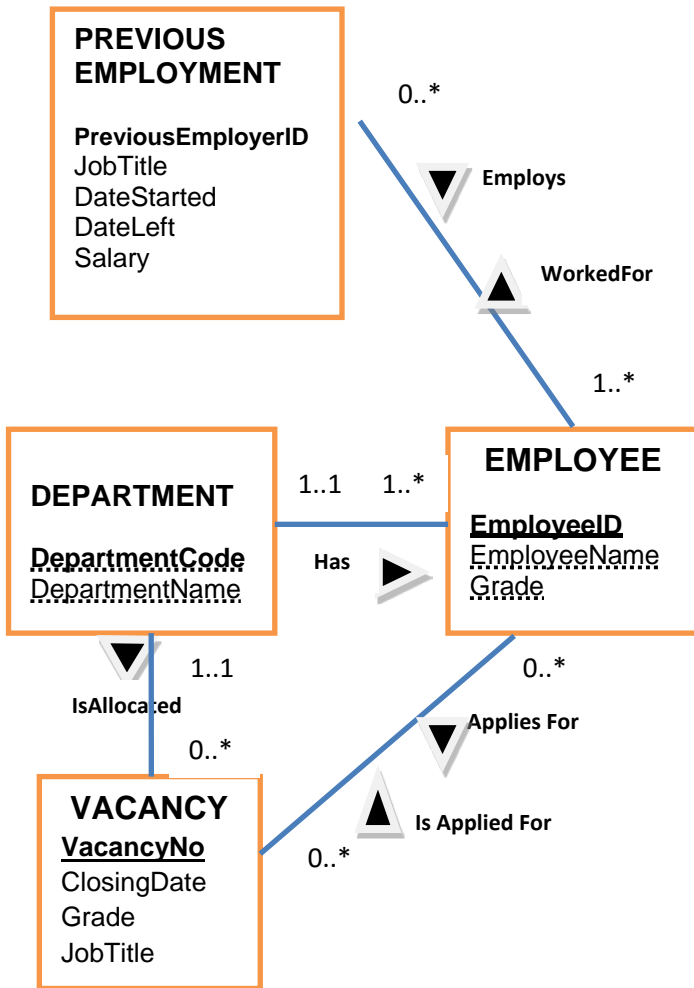 PREVIOUS
EMPLOYMENT
PreviousEmployerID
JobTitle
DateStarted
DateLeft
Salary
0..*
Employs
WorkedFor
1..*
DEPARTMENT
DepartmentCode
DepartmentName
1..1 1..*
Has
EMPLOYEE
EmployeeID
EmployeeName
Grade
1..1
IsAllocated
0..*
0..*
Applies For
Is Applied For
0..*
VACANCY
VacancyNo
ClosingDate
Grade
JobTitle